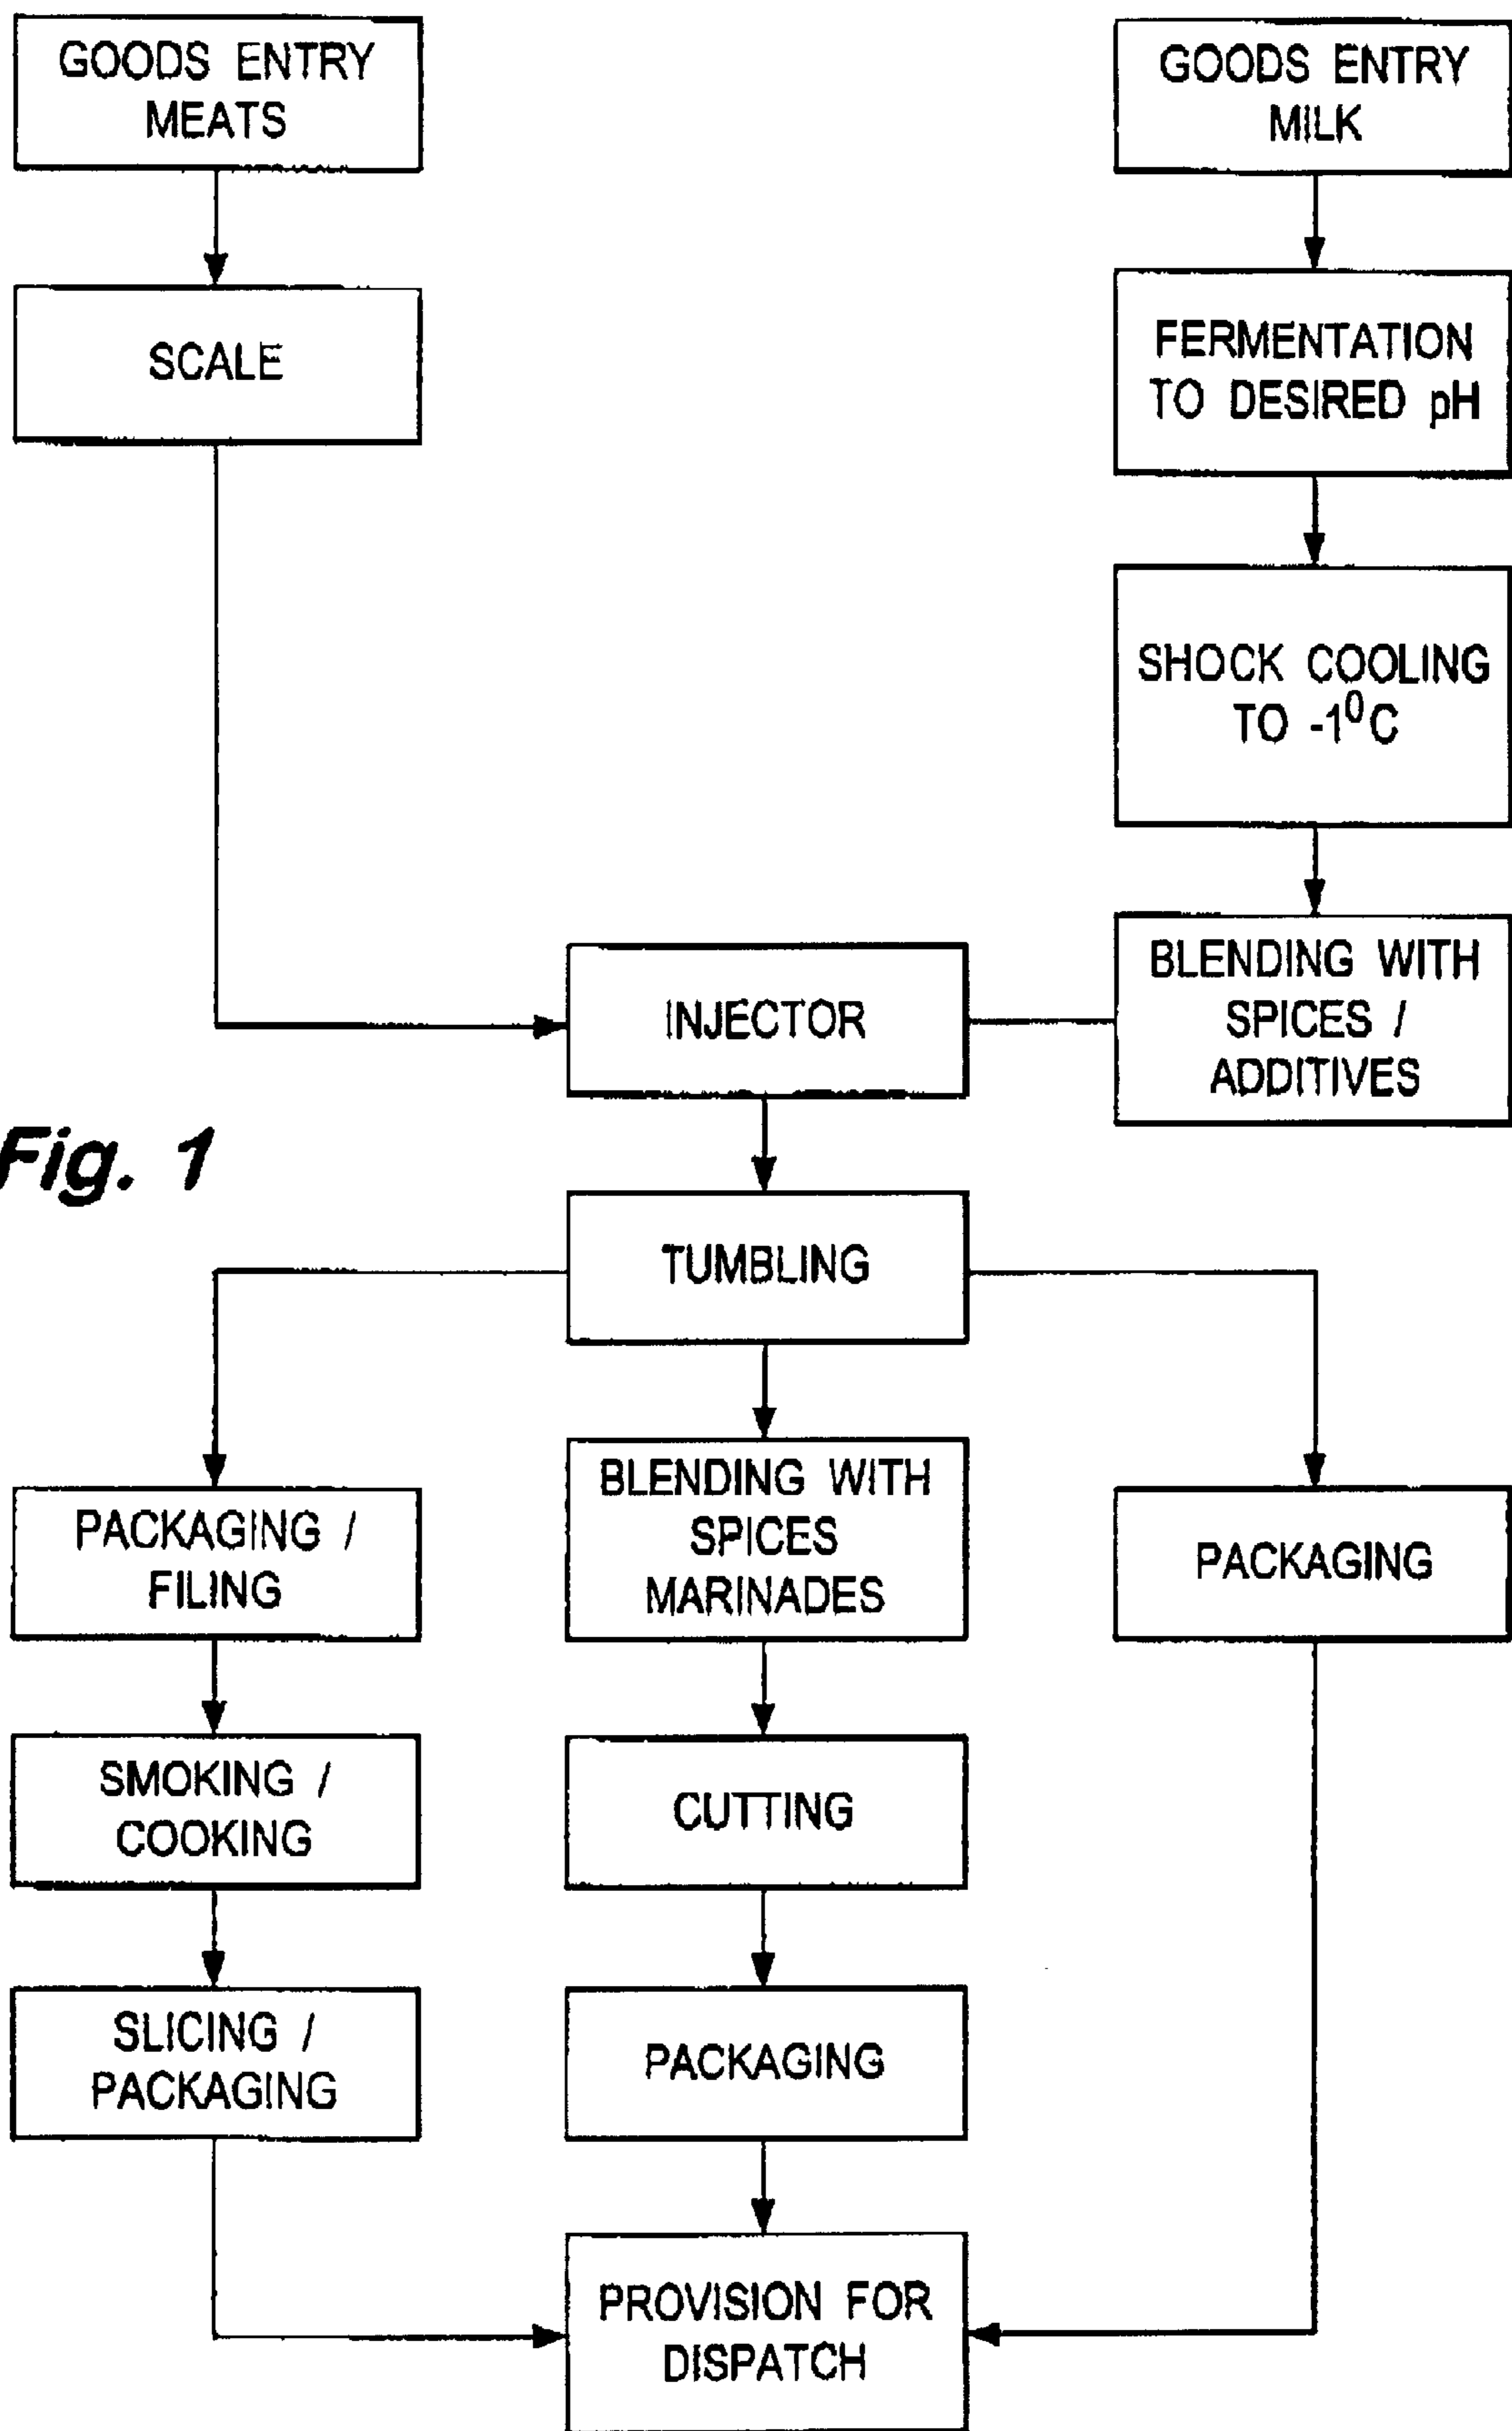 GOODS ENTRY
MEATS
GOODS ENTRY
MILK
SCALE
FERMENTATION
TO DESIRED pH
SHOCK COOLING
TO -1⁰C
INJECTOR
BLENDING WITH
SPICES /
ADDITIVES
Fig. 1
TUMBLING
PACKAGING /
FILING
BLENDING WITH
SPICES
MARINADES
PACKAGING
SMOKING /
COOKING
CUTTING
SLICING /
PACKAGING
PACKAGING
PROVISION FOR
DISPATCH